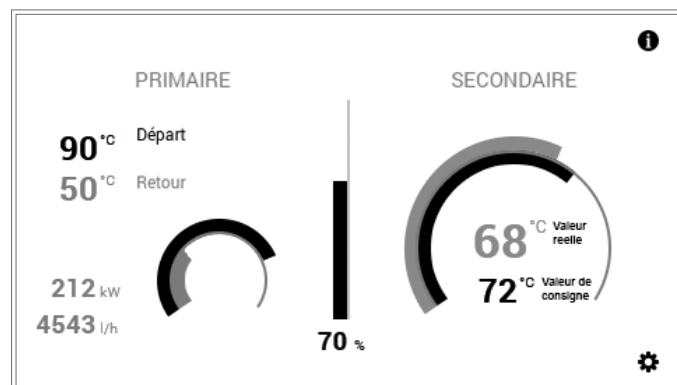 PRIMAIRE
90 °C Départ
50 °C Retour
212 kW
4543 l/h
70 %
SECONDAIRE
68 °C Valeur
reelle
72 °C Valeur de
consigne